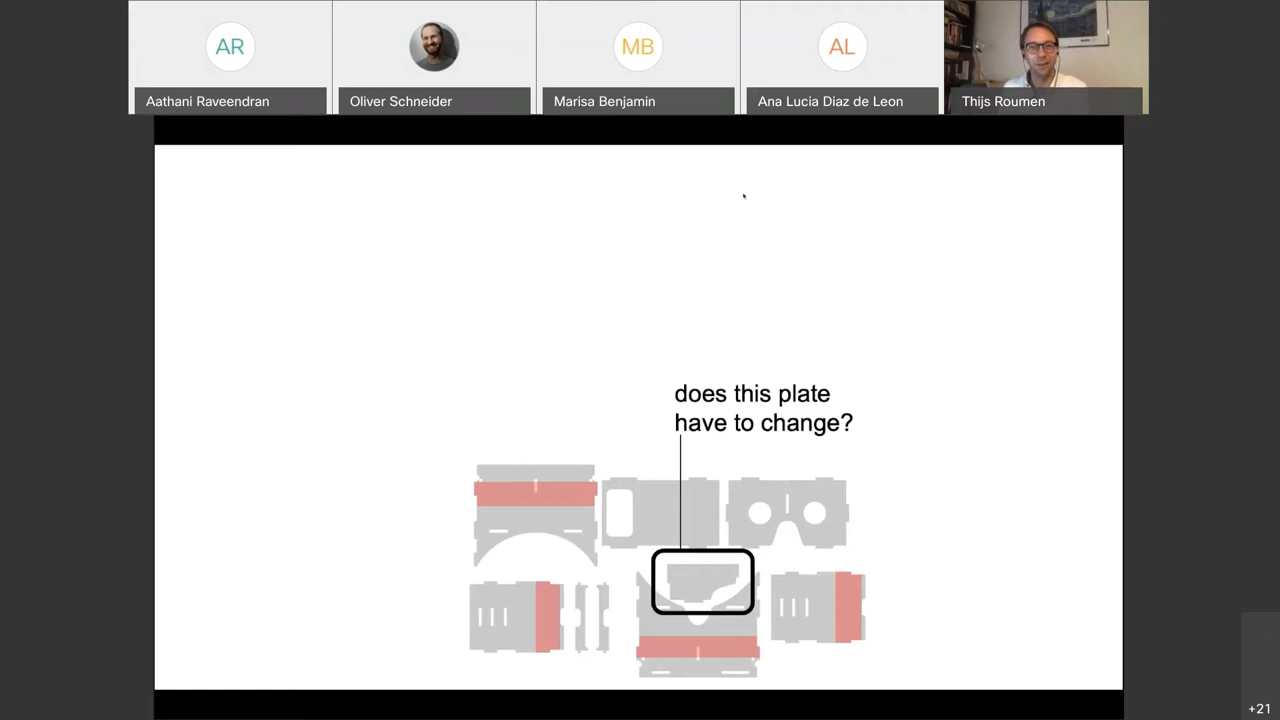 AR
MB
AL
Aathani Raveendran
Oliver Schneider
Marisa Benjamin
Ana Lucia Diaz de Leon
Thijs Roumen
does this plate
have to change?
+21